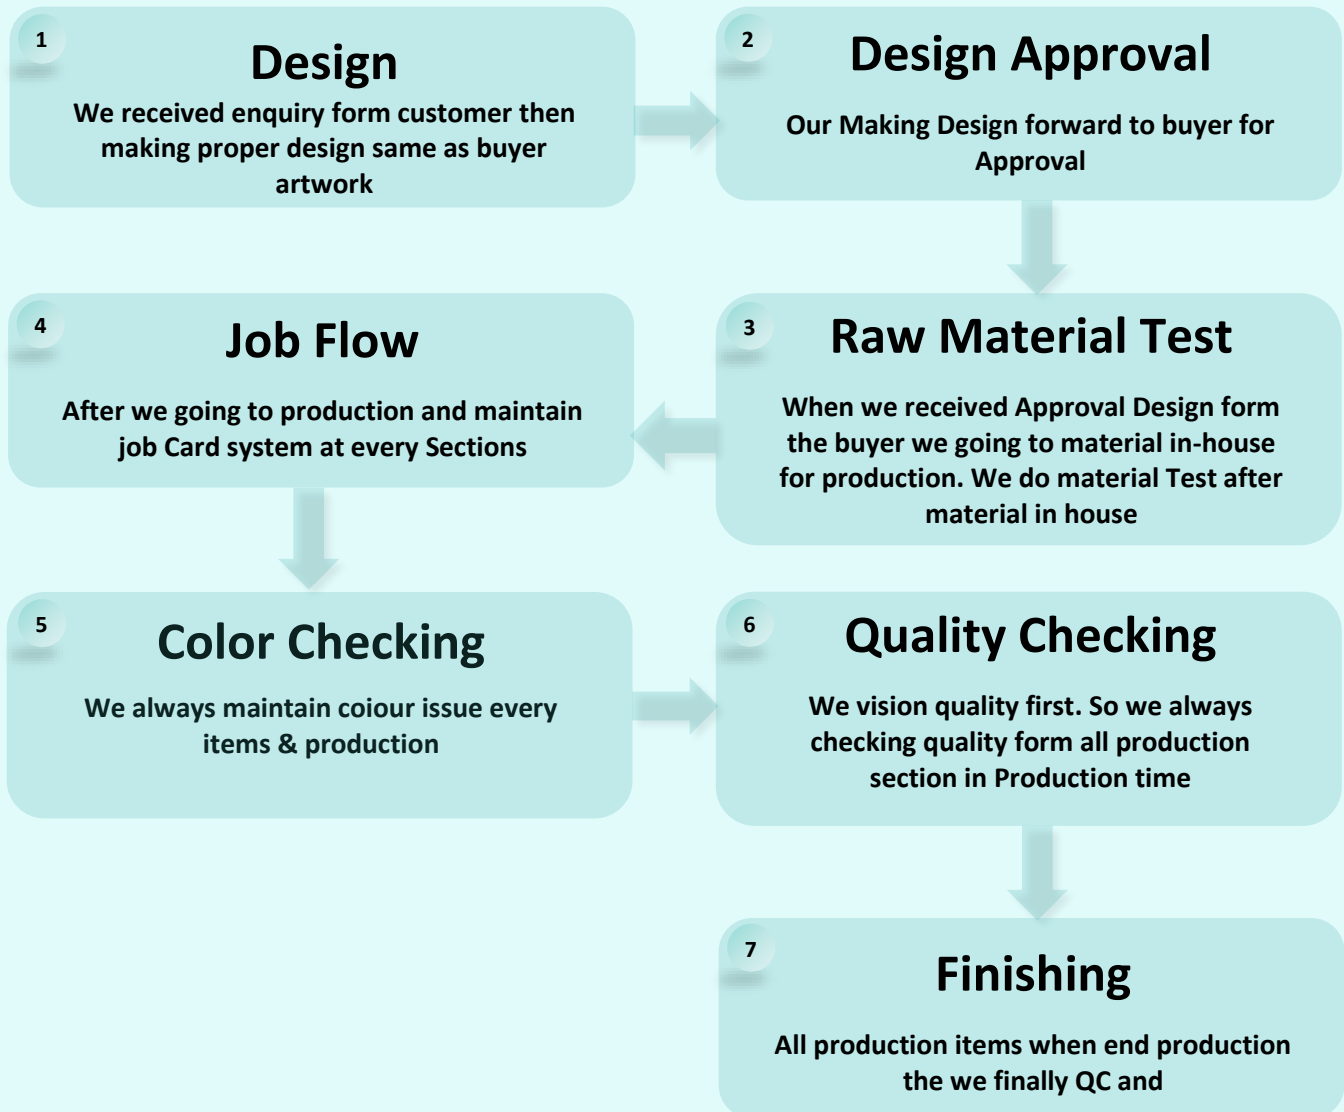 1
Design
We received enquiry form customer then
making proper design same as buyer
artwork
2
Design Approval
Our Making Design forward to buyer for
Approval
3
Raw Material Test
When we received Approval Design form
the buyer we going to material in-house
for production. We do material Test after
material in house
4
Job Flow
After we going to production and maintain
job Card system at every Sections
5
Color Checking
We always maintain coiour issue every
items & production
6
Quality Checking
We vision quality first. So we always
checking quality form all production
section in Production time
7
Finishing
All production items when end production
the we finally QC and